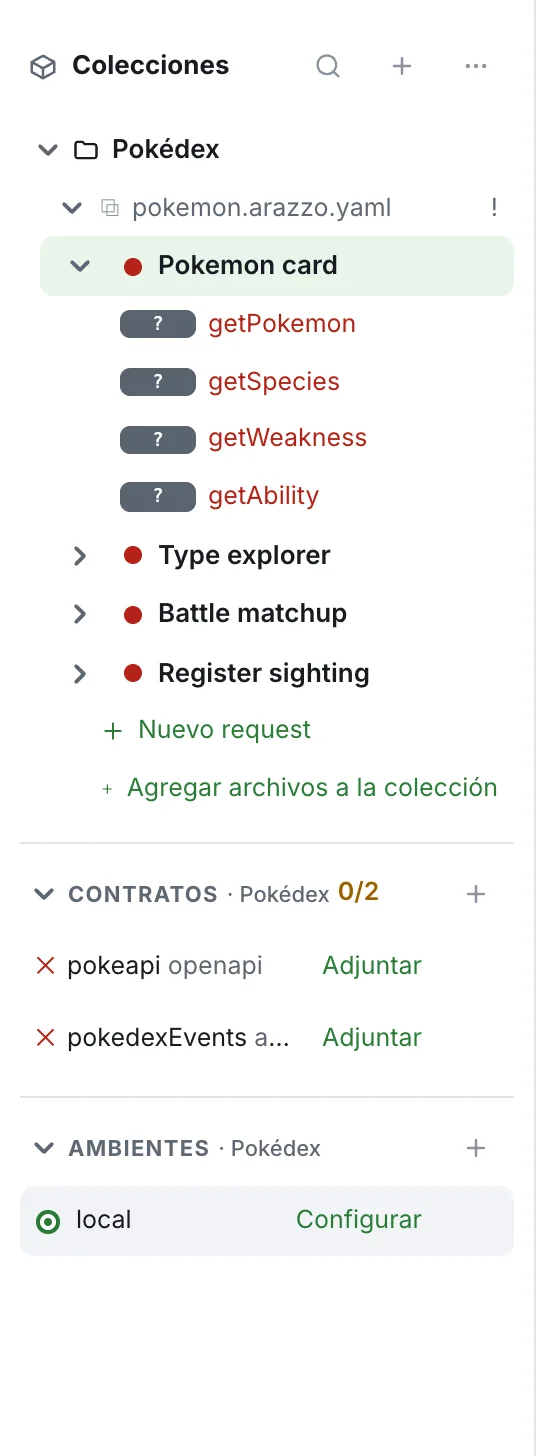 Colecciones
Pokédex
pokemon.arazzo.yaml !
Pokemon card
? getPokemon
? getSpecies
? getWeakness
? getAbility
Type explorer
Battle matchup
Register sighting
+ Nuevo request
+ Agregar archivos a la colección
CONTRATOS · Pokédex 0/2
pokeapi openapi Adjuntar
pokedexEvents a... Adjuntar
AMBIENTES · Pokédex
local Configurar